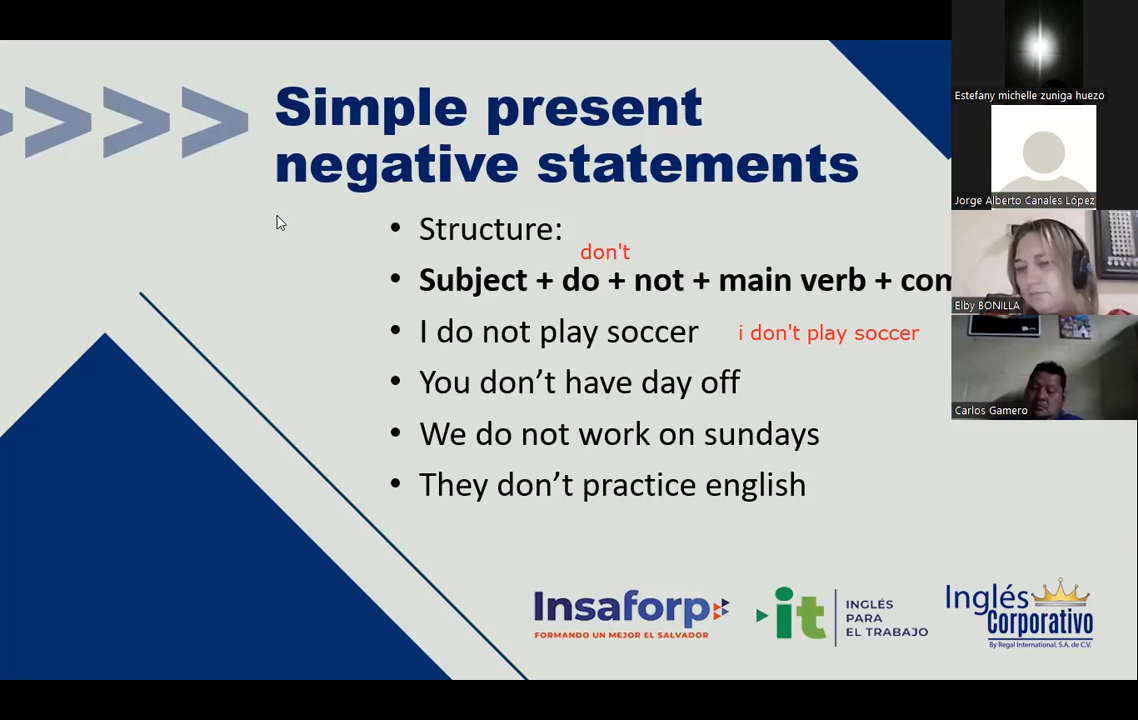 Simple present
negative statements
• Structure:
don't
• Subject + do + not + main verb + com
• I do not play soccer
i don't play soccer
• You don’t have day off
• We do not work on sundays
• They don’t practice english
Insaforp
FORMANDO UN MEJOR EL SALVADOR
it
INGLÉS
PARA
EL TRABAJO
Inglés
Corporativo
By Regal International, S.A. de C.V.
Estefany michelle zuniga huezo
Jorge Alberto Canales López
Elby BONILLA
Carlos Gamero